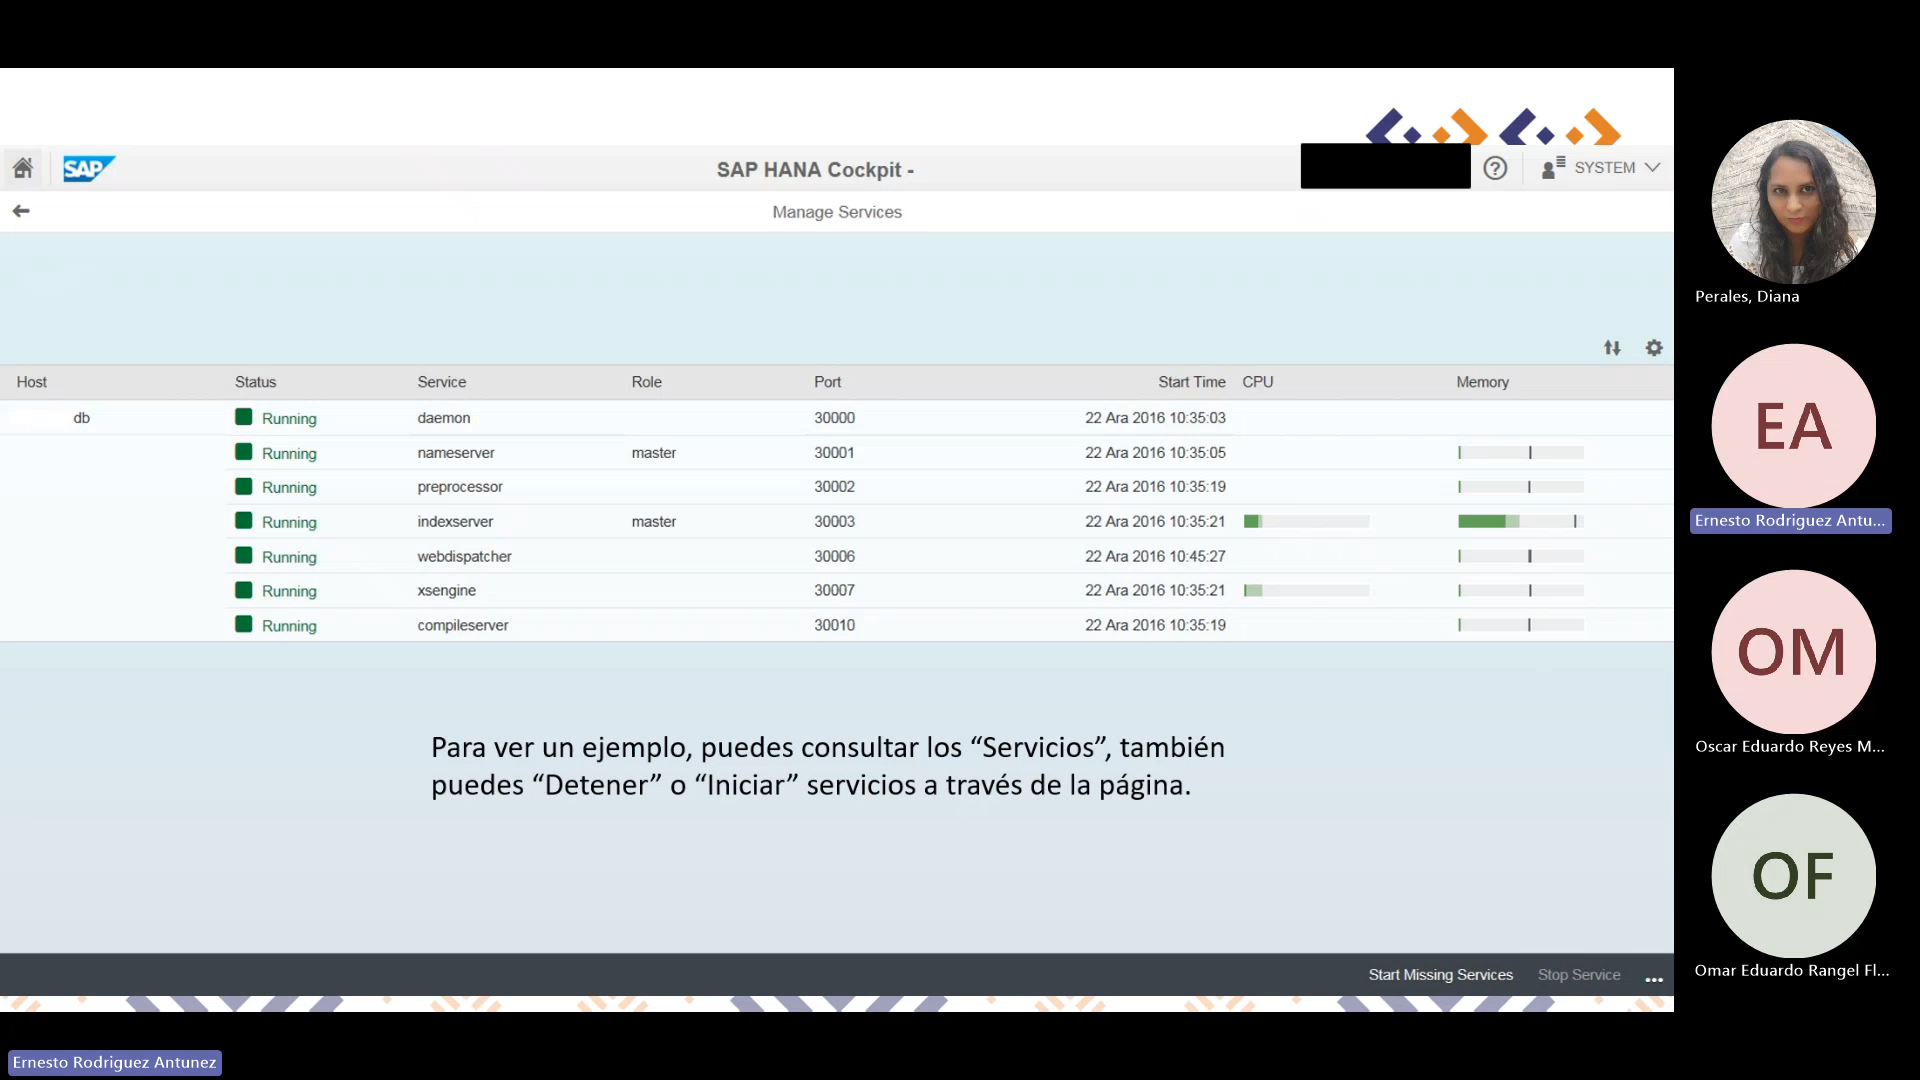 SAP
SAP HANA Cockpit -
SYSTEM
Manage Services
Host Status Service Role Port Start Time CPU Memory
db Running daemon 30000 22 Ara 2016 10:35:03
Running nameserver master 30001 22 Ara 2016 10:35:05
Running preprocessor 30002 22 Ara 2016 10:35:19
Running indexserver master 30003 22 Ara 2016 10:35:21
Running webdispatcher 30006 22 Ara 2016 10:45:27
Running xsengine 30007 22 Ara 2016 10:35:21
Running compileserver 30010 22 Ara 2016 10:35:19
Para ver un ejemplo, puedes consultar los “Servicios”, también
puedes “Detener” o “Iniciar” servicios a través de la página.
Start Missing Services Stop Service ...
Perales, Diana
EA
Ernesto Rodriguez Antu...
OM
Oscar Eduardo Reyes M...
OF
Omar Eduardo Rangel Fl...
Ernesto Rodriguez Antunez